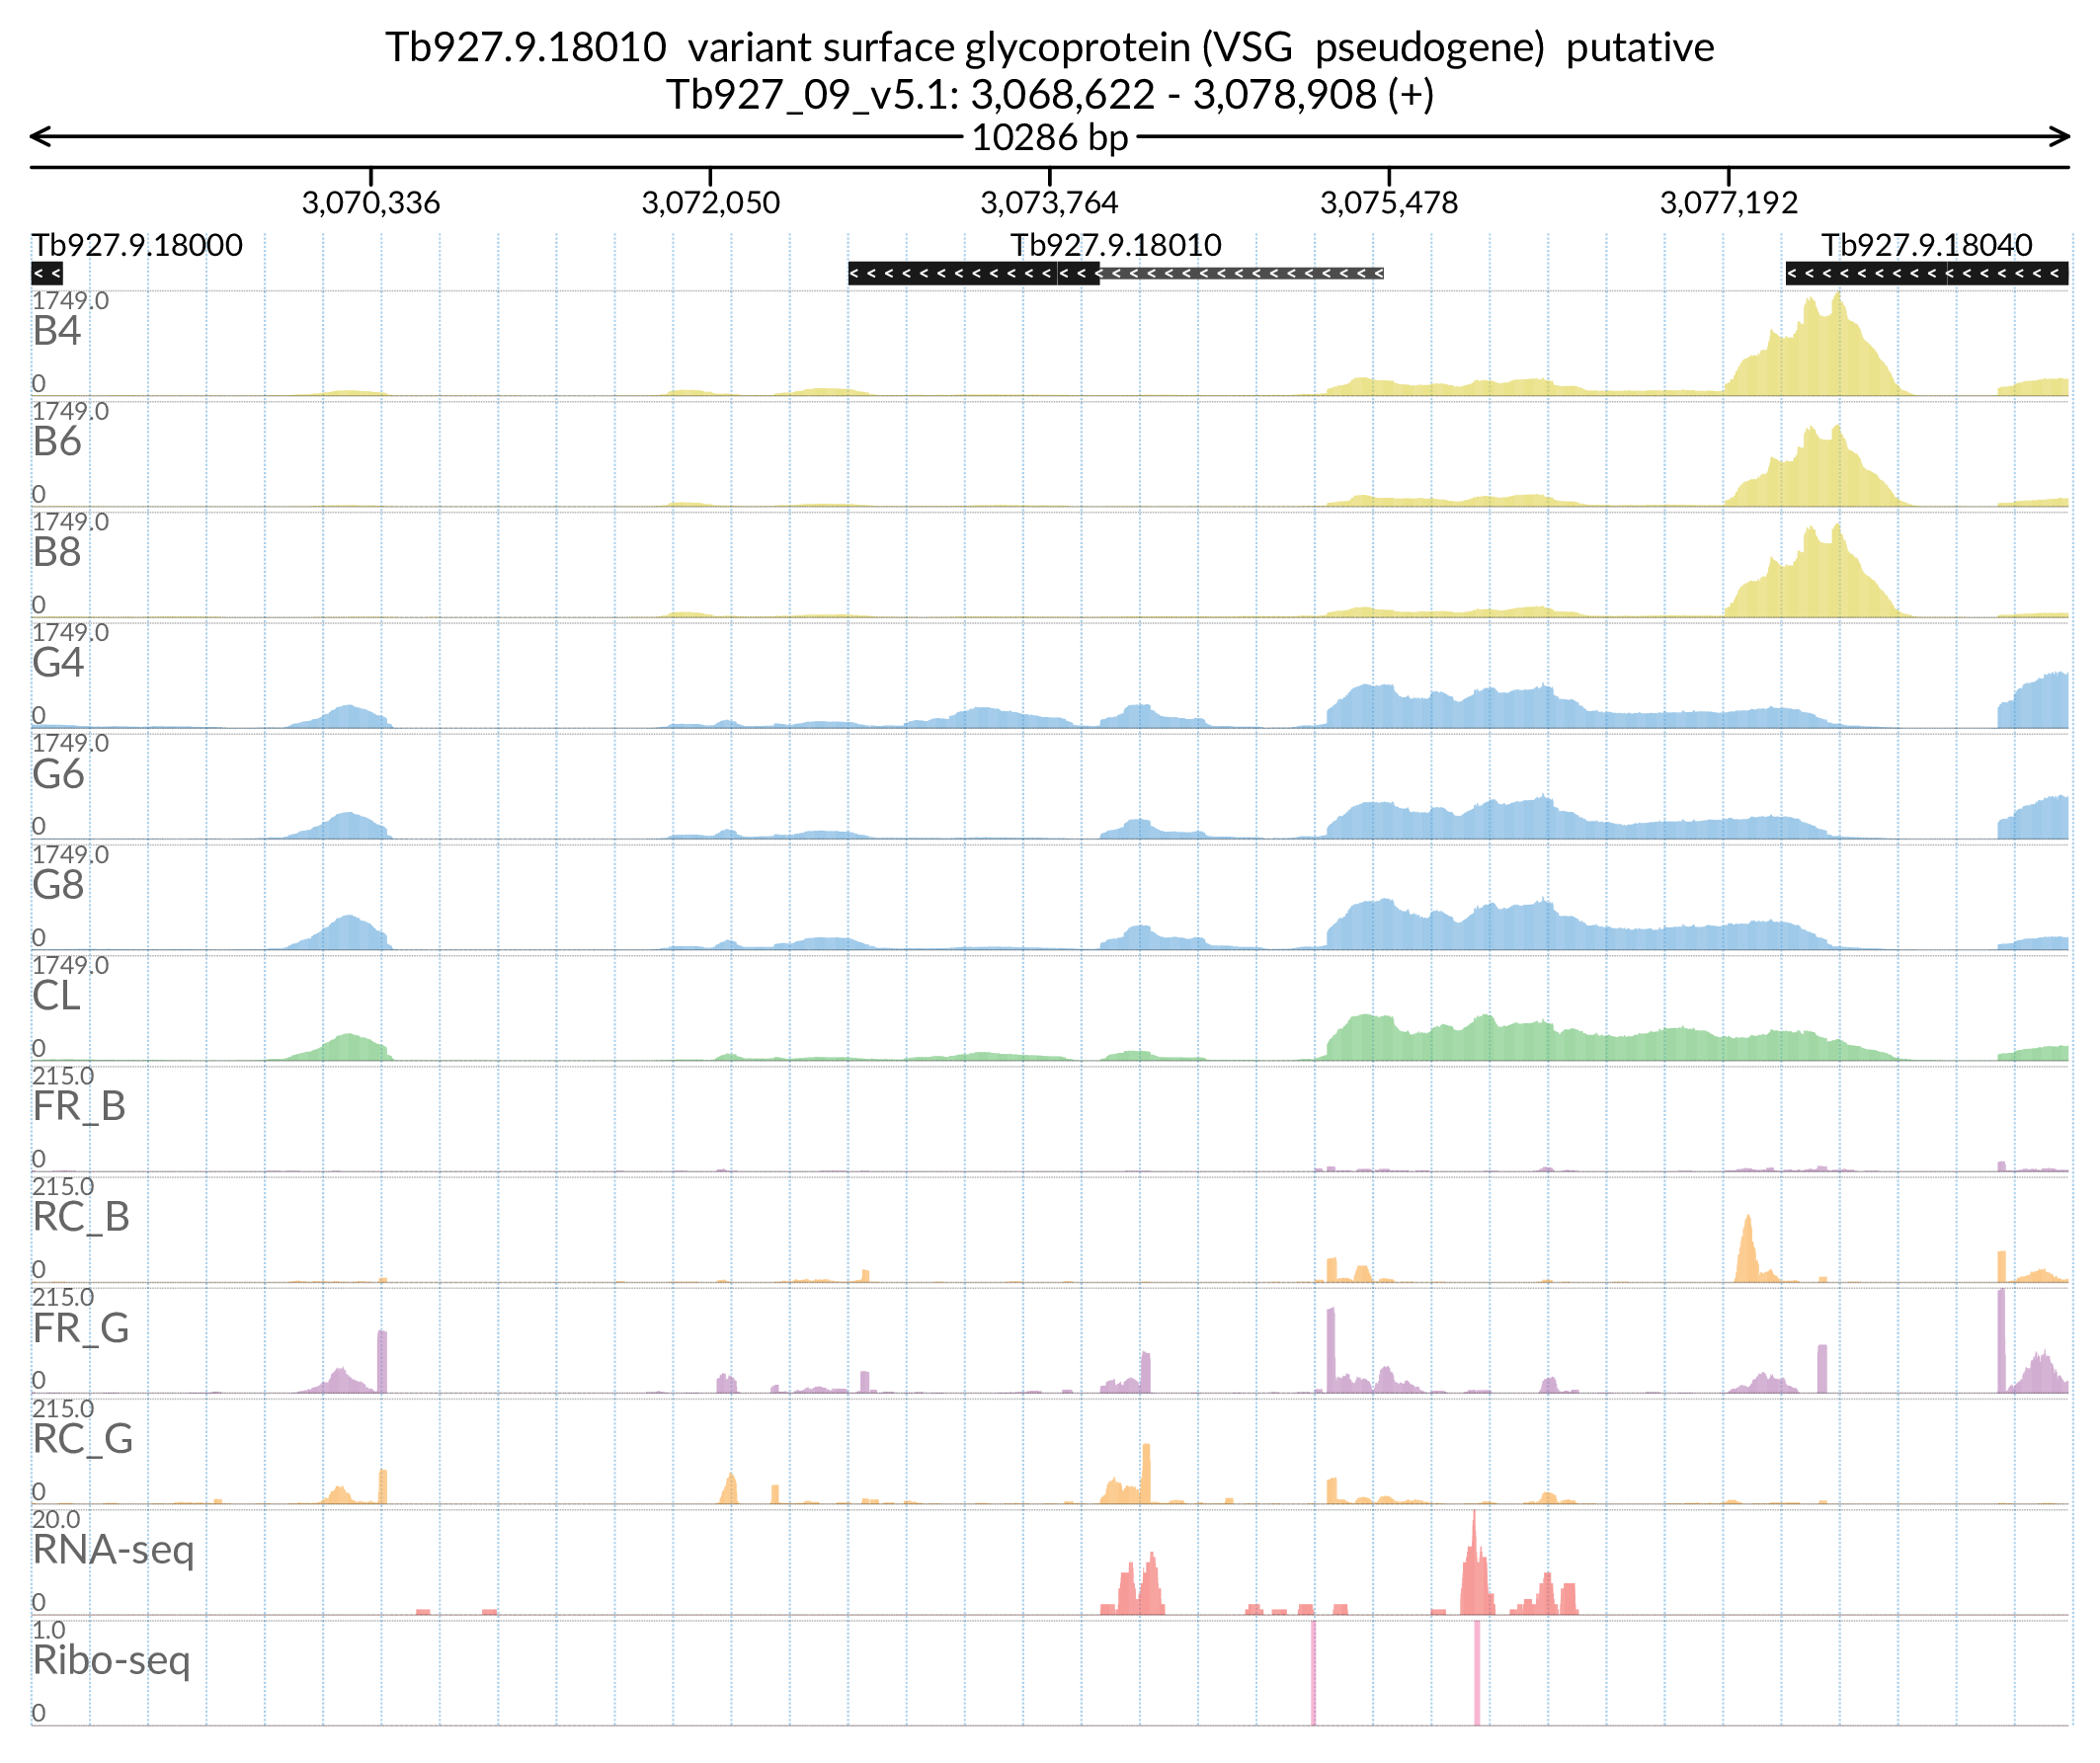 Tb927.9.18010 variant surface glycoprotein (VSG pseudogene) putative
Tb927_09_v5.1: 3,068,622 - 3,078,908 (+)
10286 bp
3,070,336 3,072,050 3,073,764 3,075,478 3,077,192
Tb927.9.18000 Tb927.9.18010 Tb927.9.18040
1749.0
B4
0
1749.0
B6
0
1749.0
B8
0
1749.0
G4
0
1749.0
G6
0
1749.0
G8
0
1749.0
CL
0
215.0
FR_B
0
215.0
RC_B
0
215.0
FR_G
0
215.0
RC_G
0
20.0
RNA-seq
0
1.0
Ribo-seq
0